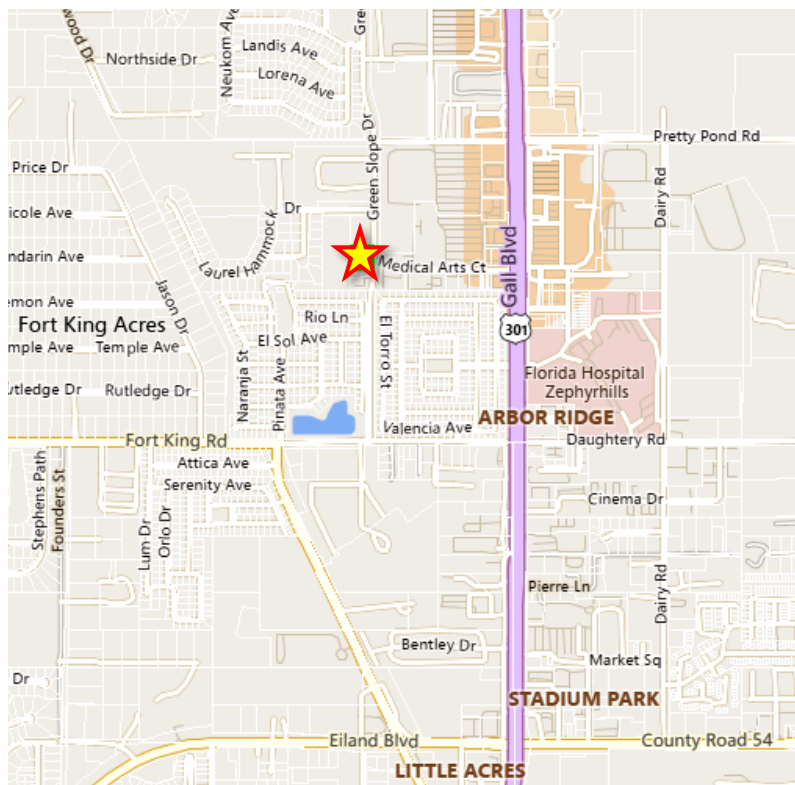 wood Dr
Northside Dr
Neukom Ave
Landis Ave
Lorena Ave
Gree
Green Slope Dr
Pretty Pond Rd
Price Dr
icole Ave
Dr
Dairy Rd
ndarin Ave
Laurel Hammock
Medical Arts Ct
Gall Blvd
emon Ave
Jason Dr
Fort King Acres
Rio Ln
El Sol Ave
El Torro St
301
mple Ave
Temple Ave
Naranja St
Pinata Ave
Florida Hospital
Zephyrhills
utledge Dr
Rutledge Dr
ARBOR RIDGE
Valencia Ave
Fort King Rd
Daughtery Rd
Attica Ave
Serenity Ave
Stephens Path
Founders St
Cinema Dr
Lum Dr
Orlo Dr
Pierre Ln
Dairy Rd
Bentley Dr
Market Sq
Dr
STADIUM PARK
Eiland Blvd
County Road 54
LITTLE ACRES